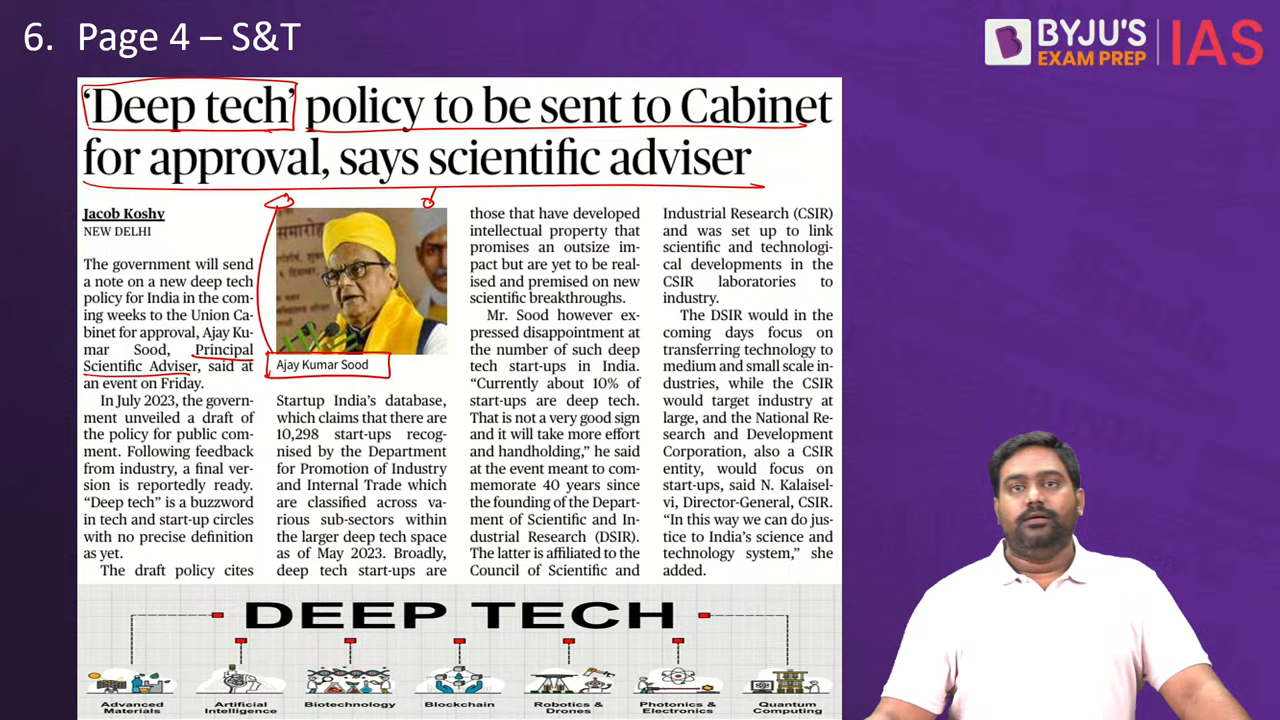 6. Page 4 – S&T
BYJU'S
EXAM PREP
IAS
‘Deep tech’ policy to be sent to Cabinet
for approval, says scientific adviser
Jacob Koshy
NEW DELHI
The government will send
a note on a new deep tech
policy for India in the com-
ing weeks to the Union Ca-
binet for approval, Ajay Ku-
mar Sood, Principal
Scientific Adviser, said at
an event on Friday.
In July 2023, the govern-
ment unveiled a draft of
the policy for public com-
ment. Following feedback
from industry, a final ver-
sion is reportedly ready.
“Deep tech” is a buzzword
in tech and start-up circles
with no precise definition
as yet.
The draft policy cites
समारो
Ajay Kumar Sood
Startup India’s database,
which claims that there are
10,298 start-ups recog-
nised by the Department
for Promotion of Industry
and Internal Trade which
are classified across va-
rious sub-sectors within
the larger deep tech space
as of May 2023. Broadly,
deep tech start-ups are
those that have developed
intellectual property that
promises an outsize im-
pact but are yet to be real-
ised and premised on new
scientific breakthroughs.
Mr. Sood however ex-
pressed disappointment at
the number of such deep
tech start-ups in India.
“Currently about 10% of
start-ups are deep tech.
That is not a very good sign
and it will take more effort
and handholding,” he said
at the event meant to com-
memorate 40 years since
the founding of the Depart-
ment of Scientific and In-
dustrial Research (DSIR).
The latter is affiliated to the
Council of Scientific and
Industrial Research (CSIR)
and was set up to link
scientific and technologi-
cal developments in the
CSIR laboratories to
industry.
The DSIR would in the
coming days focus on
transferring technology to
medium and small scale in-
dustries, while the CSIR
would target industry at
large, and the National Re-
search and Development
Corporation, also a CSIR
entity, would focus on
start-ups, said N. Kalaisel-
vi, Director-General, CSIR.
“In this way we can do jus-
tice to India’s science and
technology system,” she
added.
DEEP TECH
Advanced
Materials
Artificial
Intelligence
Biotechnology
Blockchain
Robotics &
Drones
Photonics &
Electronics
Quantum
Computing